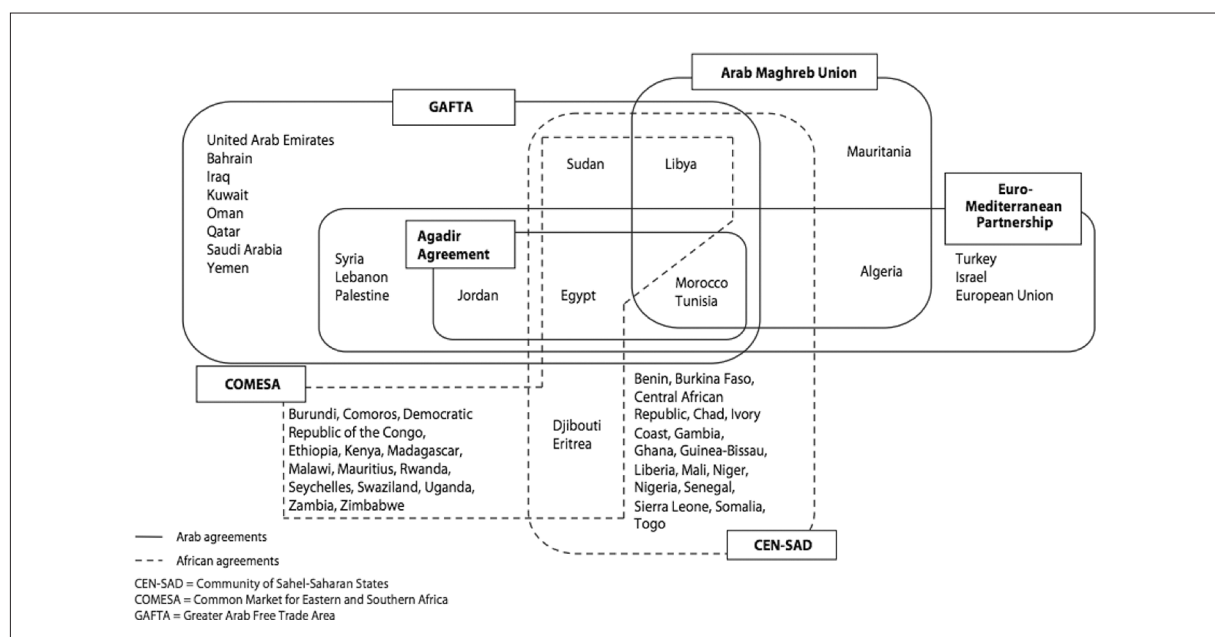 Arab Maghreb Union
GAFTA
United Arab Emirates
Bahrain
Iraq
Kuwait
Oman
Qatar
Saudi Arabia
Yemen
Sudan
Libya
Mauritania
Euro-
Mediterranean
Partnership
Agadir
Agreement
Syria
Lebanon
Palestine
Jordan
Egypt
Morocco
Tunisia
Algeria
Turkey
Israel
European Union
COMESA
Burundi, Comoros, Democratic
Republic of the Congo,
Ethiopia, Kenya, Madagascar,
Malawi, Mauritius, Rwanda,
Seychelles, Swaziland, Uganda,
Zambia, Zimbabwe
Djibouti
Eritrea
Benin, Burkina Faso,
Central African
Republic, Chad, Ivory
Coast, Gambia,
Ghana, Guinea-Bissau,
Liberia, Mali, Niger,
Nigeria, Senegal,
Sierra Leone, Somalia,
Togo
CEN-SAD
Arab agreements
African agreements
CEN-SAD = Community of Sahel-Saharan States
COMESA = Common Market for Eastern and Southern Africa
GAFTA = Greater Arab Free Trade Area